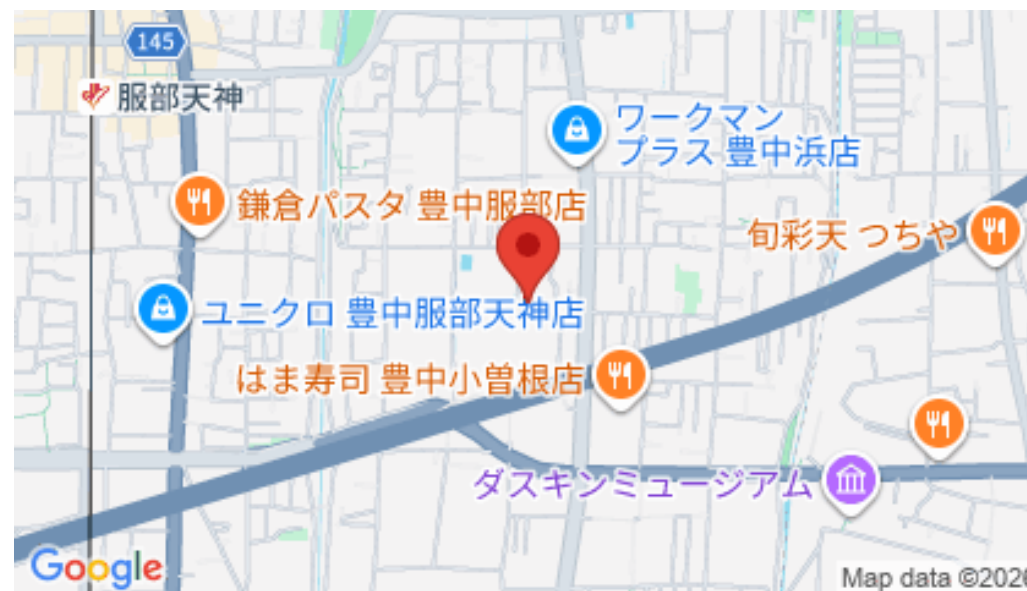 145
服部天神
ワークマン
プラス 豊中浜店
鎌倉パスタ 豊中服部店
旬彩天 つちや
ユニクロ 豊中服部天神店
はま寿司 豊中小曽根店
ダスキンミュージアム
Google
Map data ©2026